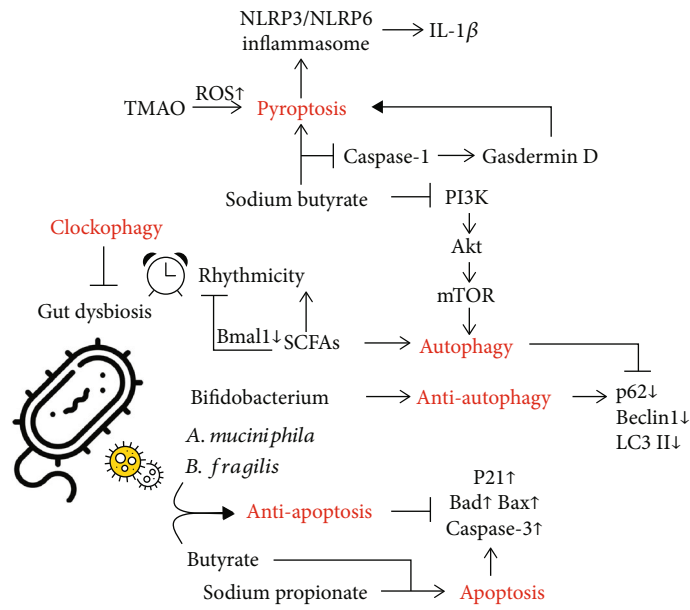 NLRP3/NLRP6
inflammasome
IL-1β
TMAO
ROS↑
Pyroptosis
Caspase-1
Gasdermin D
Sodium butyrate
PI3K
Clockophagy
Akt
Rhythmicity
mTOR
Gut dysbiosis
Bmal1↓
SCFAs
Autophagy
Bifidobacterium
Anti-autophagy
p62↓
Beclin1↓
LC3 II↓
A. muciniphila
B. fragilis
P21↑
Bad↑ Bax↑
Caspase-3↑
Anti-apoptosis
Butyrate
Sodium propionate
Apoptosis